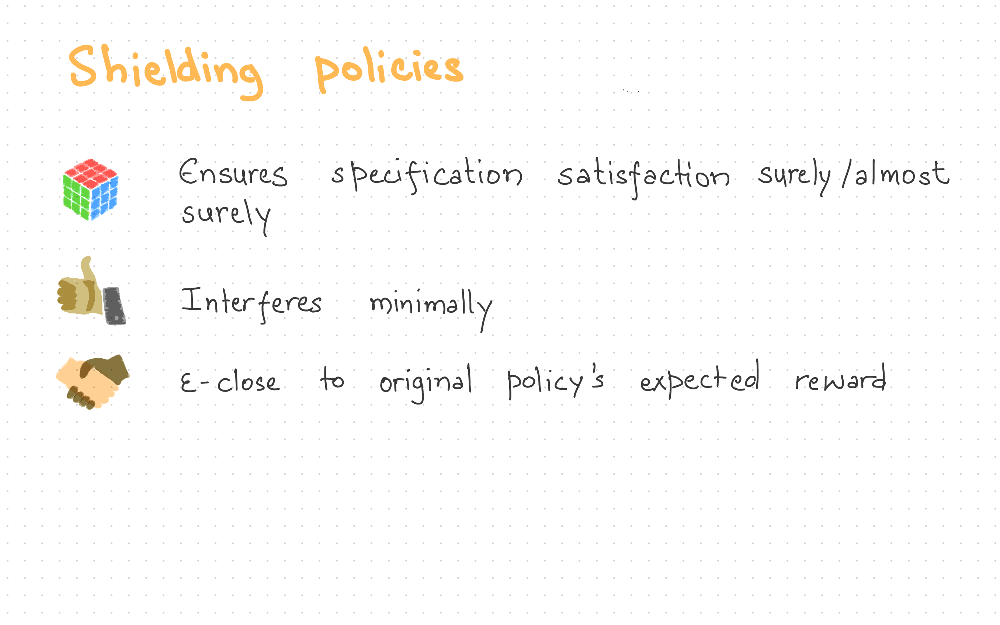 Shielding policies
Ensures specification satisfaction surely/almost
surely
Interferes minimally
ε-close to original policy's expected reward